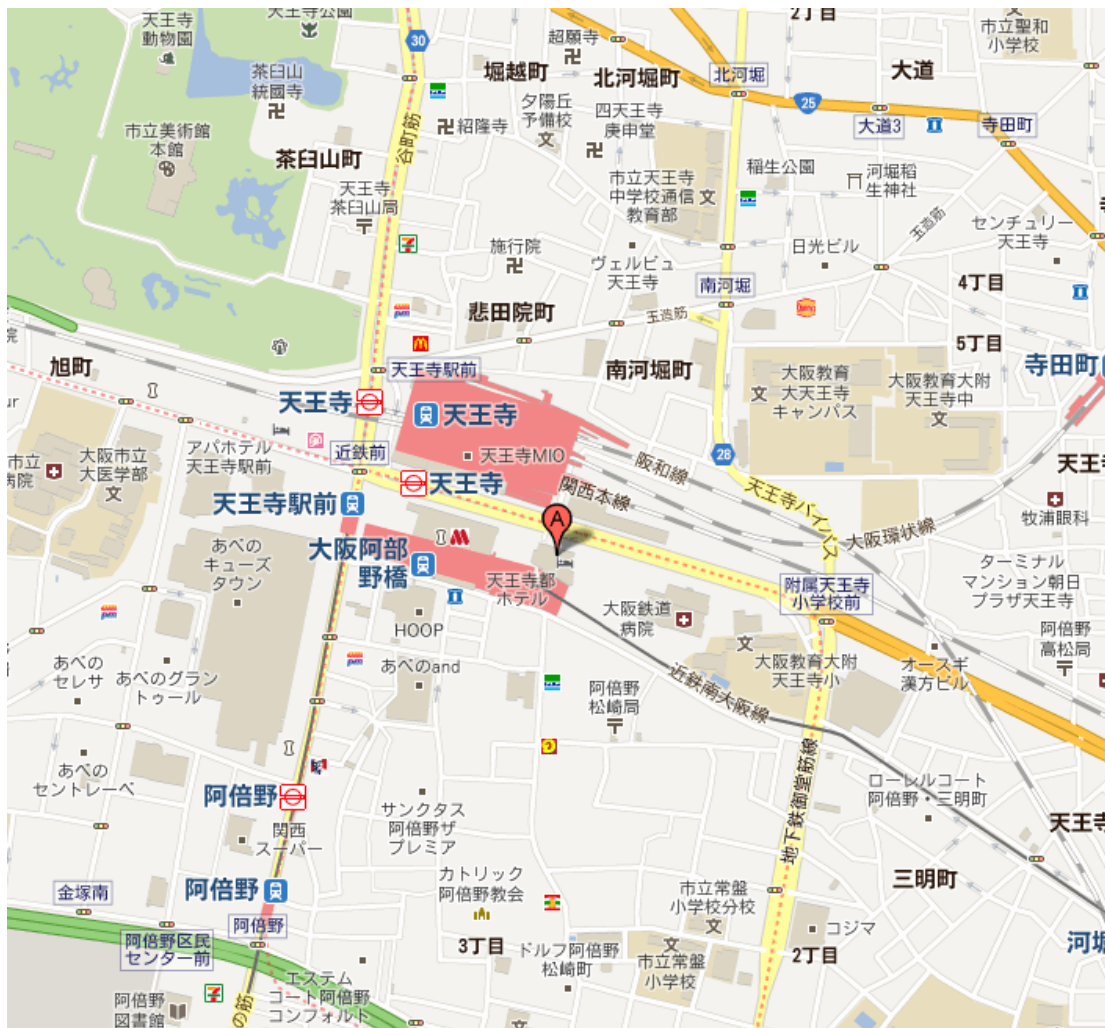 天王寺公園
2丁目
天王寺
動物園
30
超願寺
市立聖和
小学校
堀越町
北河堀町
北河堀
大道
茶臼山
統國寺
夕陽丘
予備校
四天王寺
庚申堂
25
大道3
寺田町
市立美術館
本館
紹隆寺
谷町筋
茶臼山町
稲生公園
河堀稲
生神社
市立天王寺
中学校通信
教育部
天王寺
茶臼山局
玉造筋
センチュリー
天王寺
施行院
ヴェルビュ
天王寺
日光ビル
南河堀
4丁目
悲田院町
玉造筋
旭町
天王寺駅前
南河堀町
5丁目
寺田町
大阪教育
大天王寺
キャンパス
大阪教育大附
天王寺中
天王寺
天王寺
近鉄前
天王寺MIO
阪和線
28
市立
病院
大阪市立
大医学部
アパホテル
天王寺駅前
天王寺
関西本線
天王寺バイパス
天王寺駅前
A
大阪環状線
牧浦眼科
あべの
キューズ
タウン
大阪阿部
野橋
天王寺都
ホテル
附属天王寺
小学校前
ターミナル
マンション朝日
プラザ天王寺
大阪鉄道
病院
HOOP
阿倍野
高松局
あべの
セレサ
あべのグラン
トゥール
あべのand
大阪教育大附
天王寺小
オースギ
漢方ビル
近鉄南大阪線
阿倍野
松崎局
あべの
セントレーベ
阿倍野
サンクタス
阿倍野ザ
プレミア
地下鉄御堂筋線
ローレルコート
阿倍野・三明町
関西
スーパー
天王寺
阿倍野
カトリック
阿倍野教会
市立常盤
小学校分校
三明町
金塚南
阿倍野
阿倍野区民
センター前
3丁目
ドルフ阿倍野
松崎町
市立常盤
小学校
コジマ
2丁目
河堀
エステム
コート阿倍野
コンフォルト
阿倍野
図書館
の筋